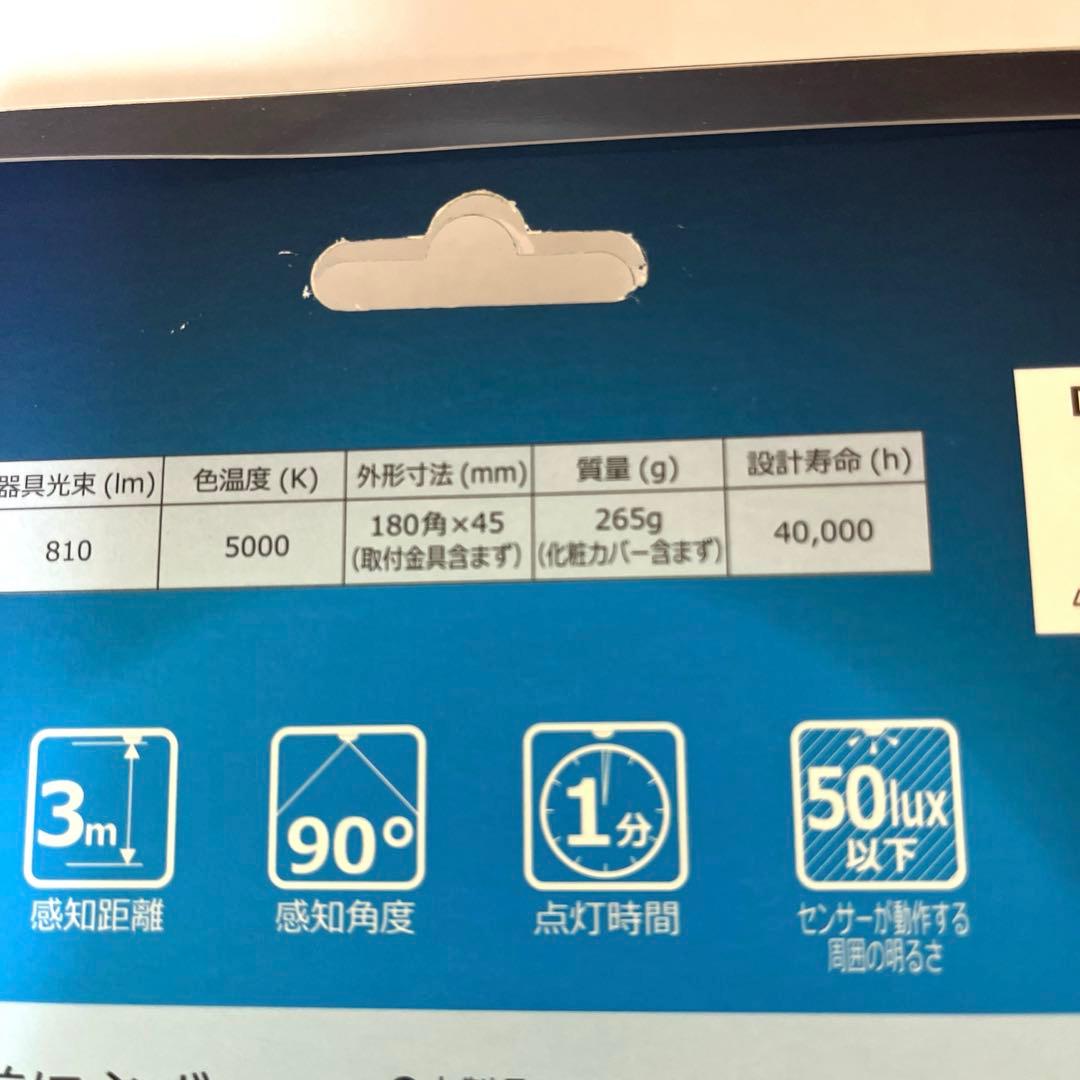 器具光束 (lm) 色温度 (K) 外形寸法 (mm) 質量 (g) 設計寿命 (h)
810 5000 180角×45 265g 40,000
(取付金具含まず) (化粧カバー含まず)
3m 90° 1分 50lux
以下
感知距離 感知角度 点灯時間 センサーが動作する
周囲の明るさ